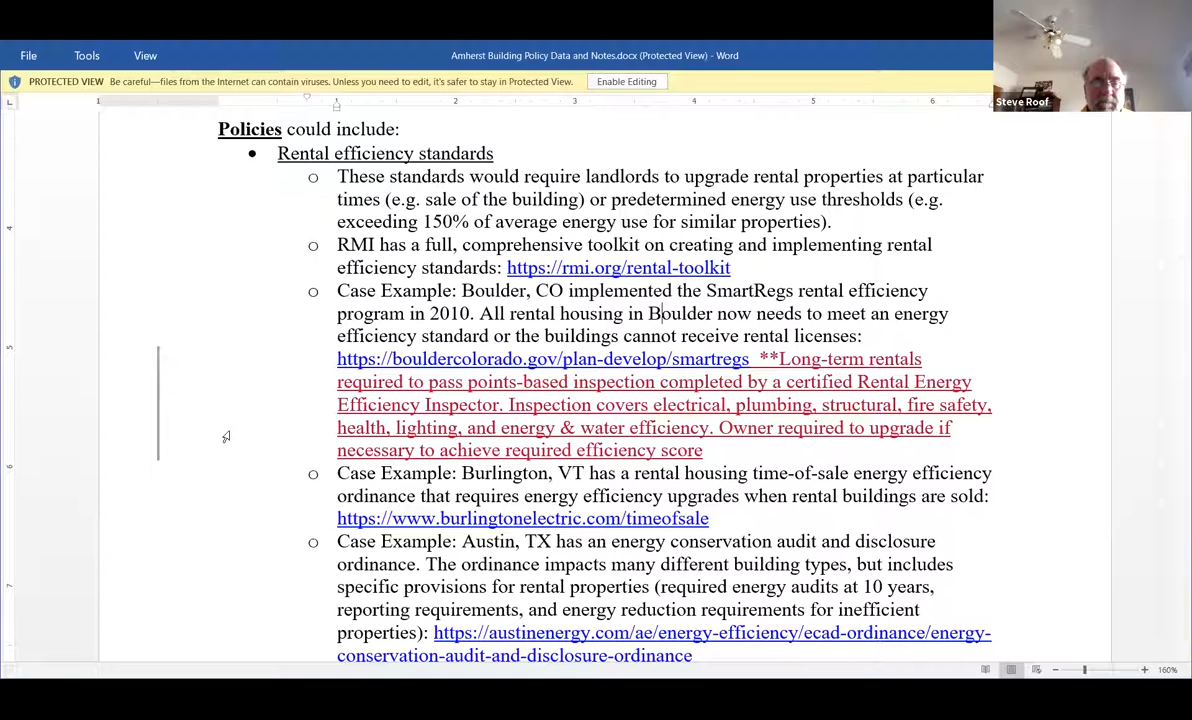 File Tools View Amherst Building Policy Data and Notes.docx (Protected View) - Word
PROTECTED VIEW Be careful—files from the Internet can contain viruses. Unless you need to edit, it's safer to stay in Protected View. Enable Editing
Steve Roof
1 1 2 3 4 5 6
Policies could include:
• Rental efficiency standards
o These standards would require landlords to upgrade rental properties at particular
times (e.g. sale of the building) or predetermined energy use thresholds (e.g.
exceeding 150% of average energy use for similar properties).
o RMI has a full, comprehensive toolkit on creating and implementing rental
efficiency standards: https://rmi.org/rental-toolkit
o Case Example: Boulder, CO implemented the SmartRegs rental efficiency
program in 2010. All rental housing in Boulder now needs to meet an energy
efficiency standard or the buildings cannot receive rental licenses:
https://bouldercolorado.gov/plan-develop/smartregs **Long-term rentals
required to pass points-based inspection completed by a certified Rental Energy
Efficiency Inspector. Inspection covers electrical, plumbing, structural, fire safety,
health, lighting, and energy & water efficiency. Owner required to upgrade if
necessary to achieve required efficiency score
o Case Example: Burlington, VT has a rental housing time-of-sale energy efficiency
ordinance that requires energy efficiency upgrades when rental buildings are sold:
https://www.burlingtonelectric.com/timeofsale
o Case Example: Austin, TX has an energy conservation audit and disclosure
ordinance. The ordinance impacts many different building types, but includes
specific provisions for rental properties (required energy audits at 10 years,
reporting requirements, and energy reduction requirements for inefficient
properties): https://austinenergy.com/ae/energy-efficiency/ecad-ordinance/energy-
conservation-audit-and-disclosure-ordinance
4
5
6
7
160%